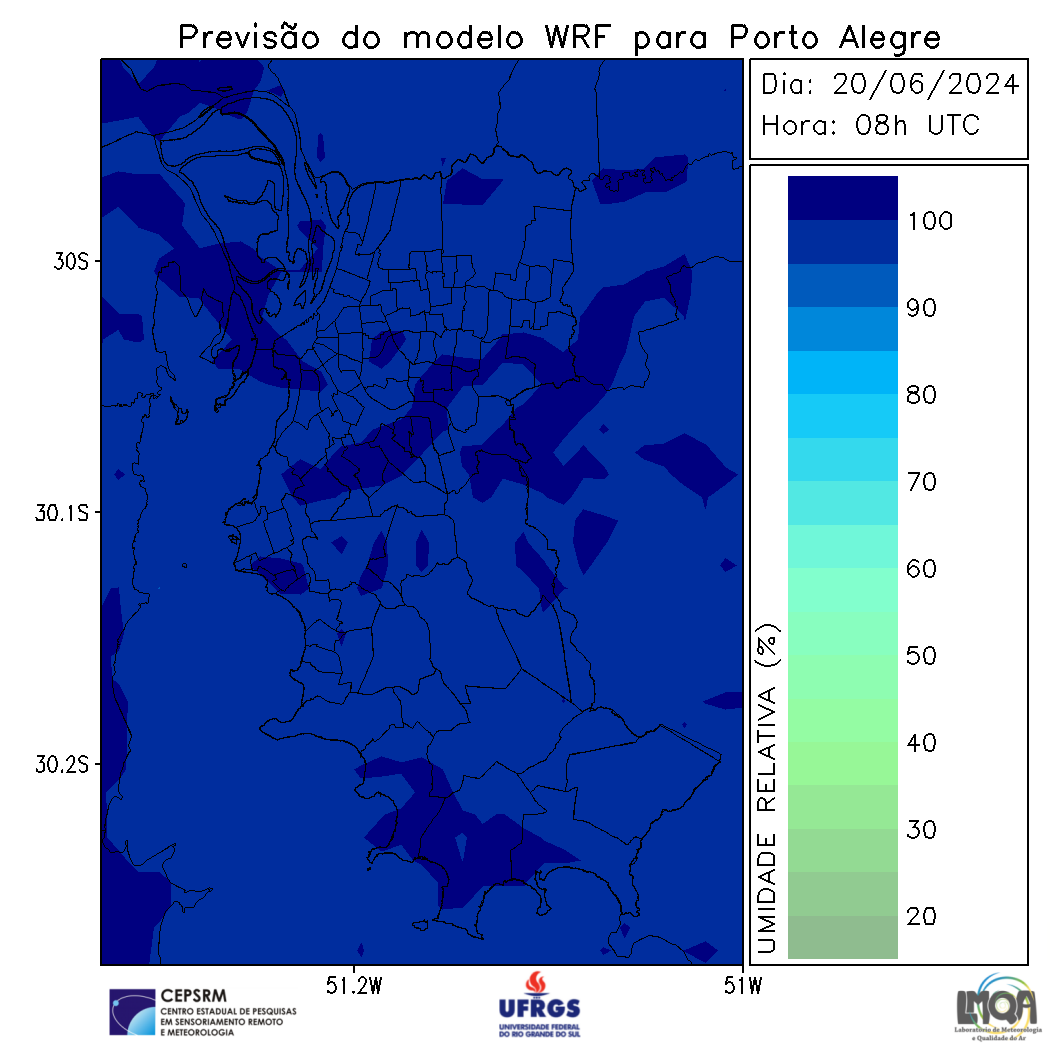 Previsão do modelo WRF para Porto Alegre
Dia: 20/06/2024
Hora: 08h UTC
30S
30.1S
30.2S
51.2W
51W
UMIDADE RELATIVA (%)
100
90
80
70
60
50
40
30
20
CEPSRM
CENTRO ESTADUAL DE PESQUISAS
EM SENSORIAMENTO REMOTO
E METEOROLOGIA
UFRGS
UNIVERSIDADE FEDERAL
DO RIO GRANDE DO SUL
LMQA
Laboratório de Meteorologia
e Qualidade do Ar